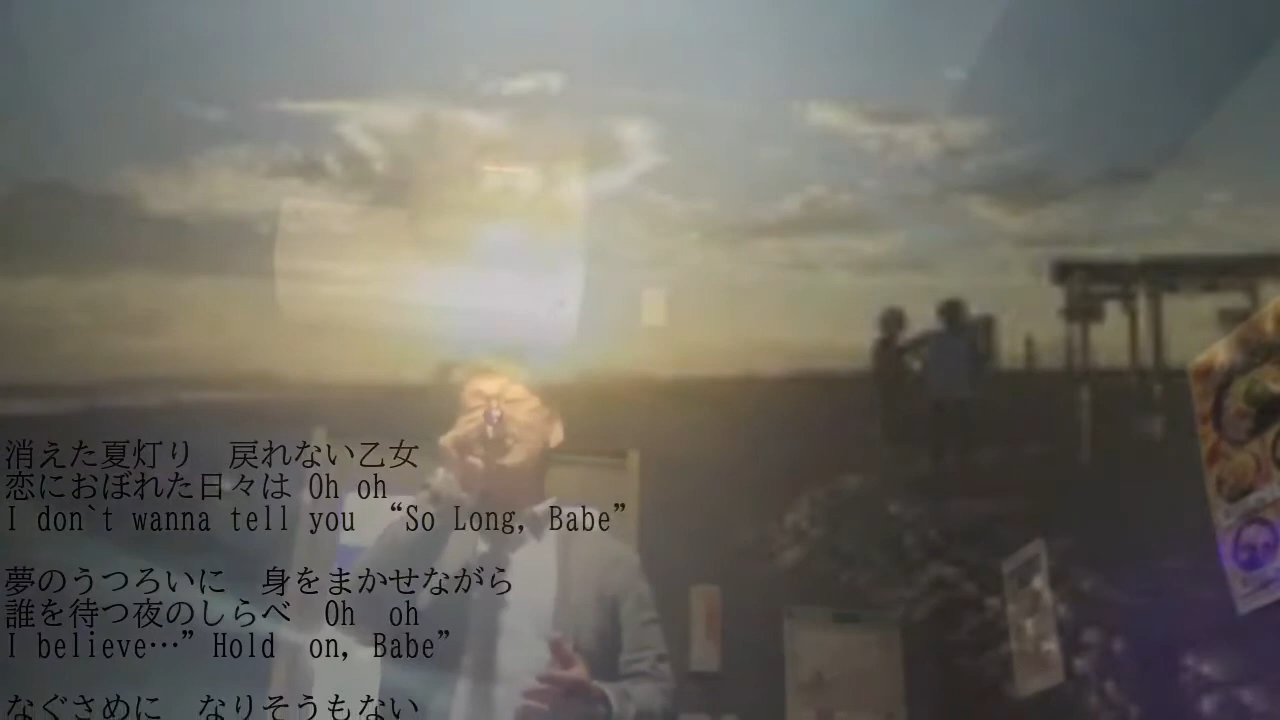 消えた夏灯り　戻れない乙女
恋におぼれた日々は Oh oh
I don`t wanna tell you “So Long, Babe”
夢のうつろいに　身をまかせながら
誰を待つ夜のしらべ　Oh　oh
I believe…” Hold　on, Babe”
なぐさめに　なりそうもない